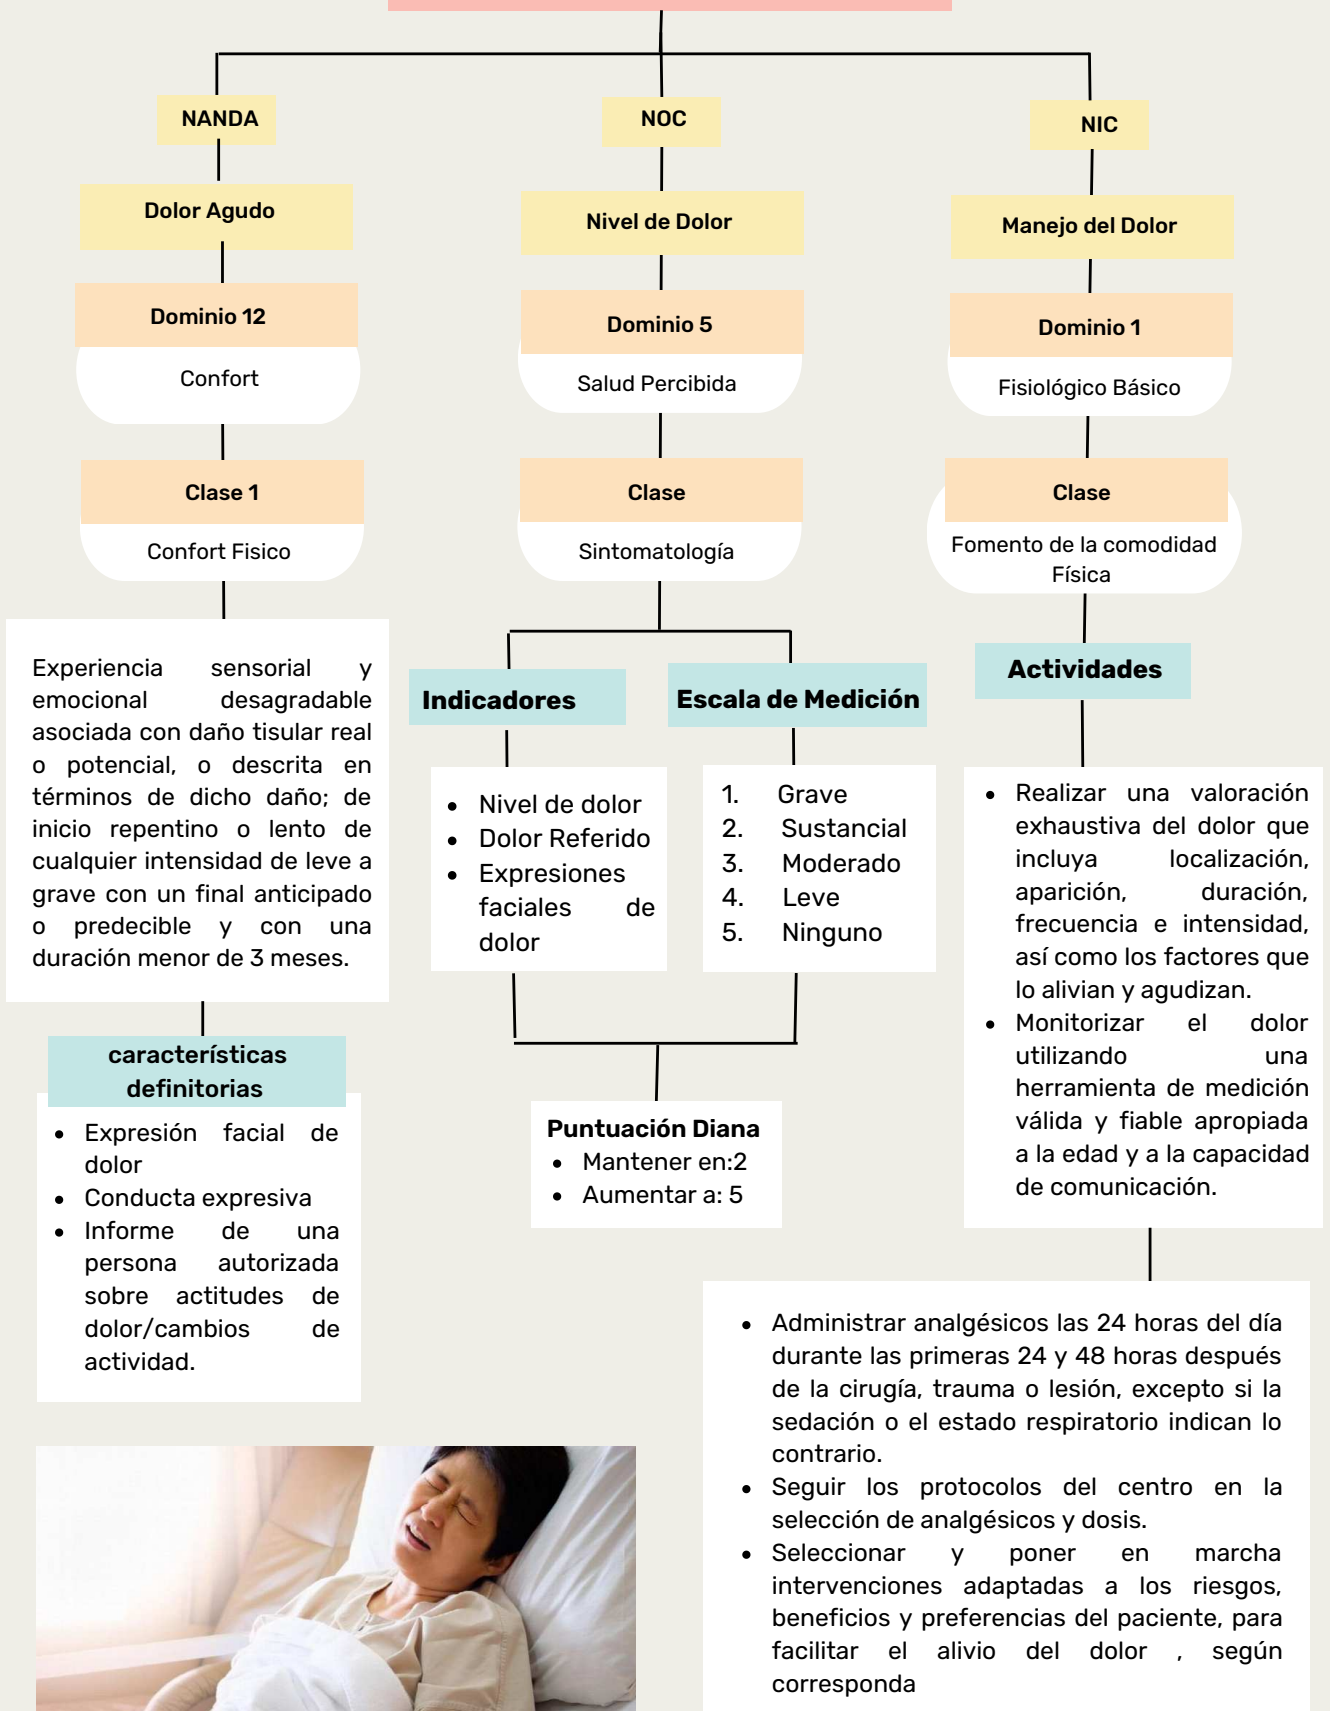 NANDA
Dolor Agudo
Dominio 12
Confort
Clase 1
Confort Fisico
Experiencia sensorial y
emocional desagradable
asociada con daño tisular real
o potencial, o descrita en
términos de dicho daño; de
inicio repentino o lento de
cualquier intensidad de leve a
grave con un final anticipado
o predecible y con una
duración menor de 3 meses.
características
definitorias
• Expresión facial de
dolor
• Conducta expresiva
• Informe de una
persona autorizada
sobre actitudes de
dolor/cambios de
actividad.
NOC
Nivel de Dolor
Dominio 5
Salud Percibida
Clase
Sintomatología
Indicadores
• Nivel de dolor
• Dolor Referido
• Expresiones
faciales de
dolor
Escala de Medición
1. Grave
2. Sustancial
3. Moderado
4. Leve
5. Ninguno
Puntuación Diana
• Mantener en:2
• Aumentar a: 5
NIC
Manejo del Dolor
Dominio 1
Fisiológico Básico
Clase
Fomento de la comodidad
Física
Actividades
• Realizar una valoración
exhaustiva del dolor que
incluya localización,
aparición, duración,
frecuencia e intensidad,
así como los factores que
lo alivian y agudizan.
• Monitorizar el dolor
utilizando una
herramienta de medición
válida y fiable apropiada
a la edad y a la capacidad
de comunicación.
• Administrar analgésicos las 24 horas del día
durante las primeras 24 y 48 horas después
de la cirugía, trauma o lesión, excepto si la
sedación o el estado respiratorio indican lo
contrario.
• Seguir los protocolos del centro en la
selección de analgésicos y dosis.
• Seleccionar y poner en marcha
intervenciones adaptadas a los riesgos,
beneficios y preferencias del paciente, para
facilitar el alivio del dolor , según
corresponda